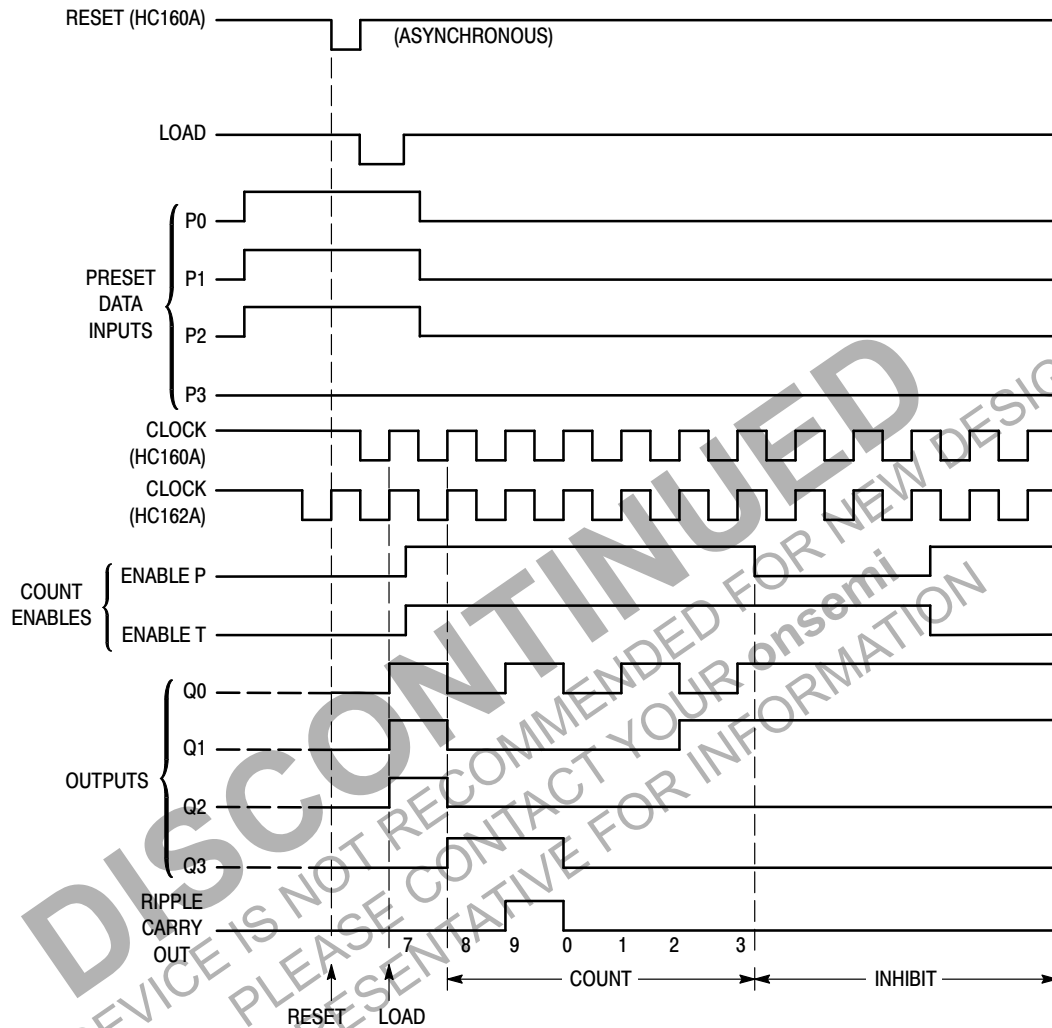 RESET (HC160A)
(ASYNCHRONOUS)
LOAD
P0
PRESET
DATA
INPUTS
P1
P2
P3
CLOCK
(HC160A)
CLOCK
(HC162A)
COUNT
ENABLES
ENABLE P
ENABLE T
OUTPUTS
Q0
Q1
Q2
Q3
RIPPLE
CARRY
OUT
7 8 9 0 1 2 3
COUNT
INHIBIT
RESET LOAD
DISCONTINUED
DEVICE IS NOT RECOMMENDED FOR NEW DESIG
PLEASE CONTACT YOUR onsemi
PRESENTATIVE FOR INFORMATION